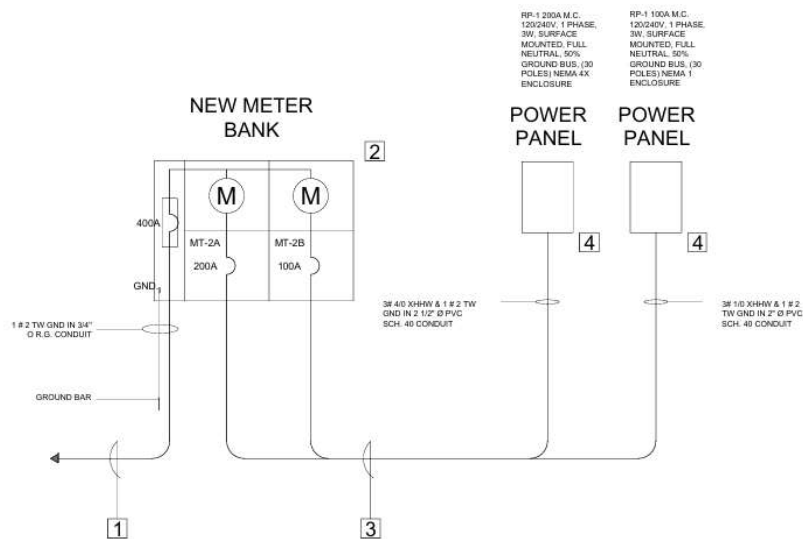 RP-1 200A M.C.
120/240V, 1 PHASE,
3W, SURFACE
MOUNTED, FULL
NEUTRAL, 50%
GROUND BUS, (30
POLES) NEMA 4X
ENCLOSURE
RP-1 100A M.C.
120/240V, 1 PHASE,
3W, SURFACE
MOUNTED, FULL
NEUTRAL, 50%
GROUND BUS, (30
POLES) NEMA 1
ENCLOSURE
NEW METER
BANK
POWER
PANEL
POWER
PANEL
2
M
M
400A
MT-2A
200A
MT-2B
100A
4
4
GND
3# 4/0 XHHW & 1 # 2 TW
GND IN 2 1/2" Ø PVC
SCH. 40 CONDUIT
3# 1/0 XHHW & 1 # 2
TW GND IN 2" Ø PVC
SCH. 40 CONDUIT
1 # 2 TW GND IN 3/4"
O R.G. CONDUIT
GROUND BAR
1
3